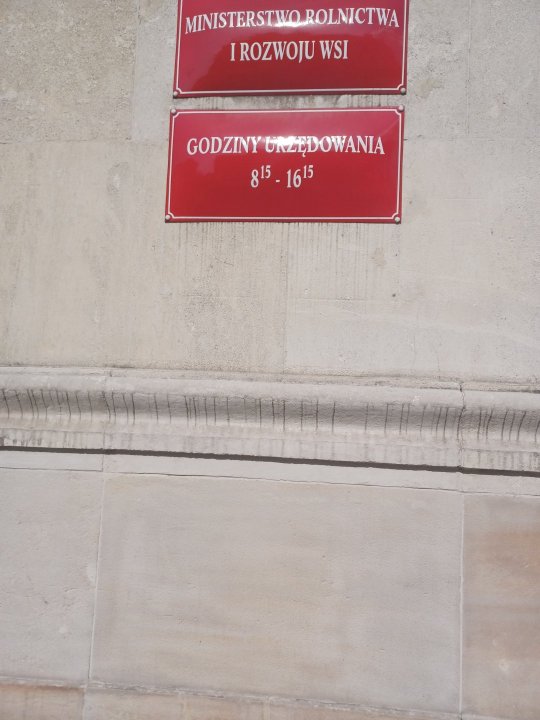 MINISTERSTWO ROLNICTWA
I ROZWOJU WSI
GODZINY URZĘDOWANIA
8¹⁵ - 16¹⁵